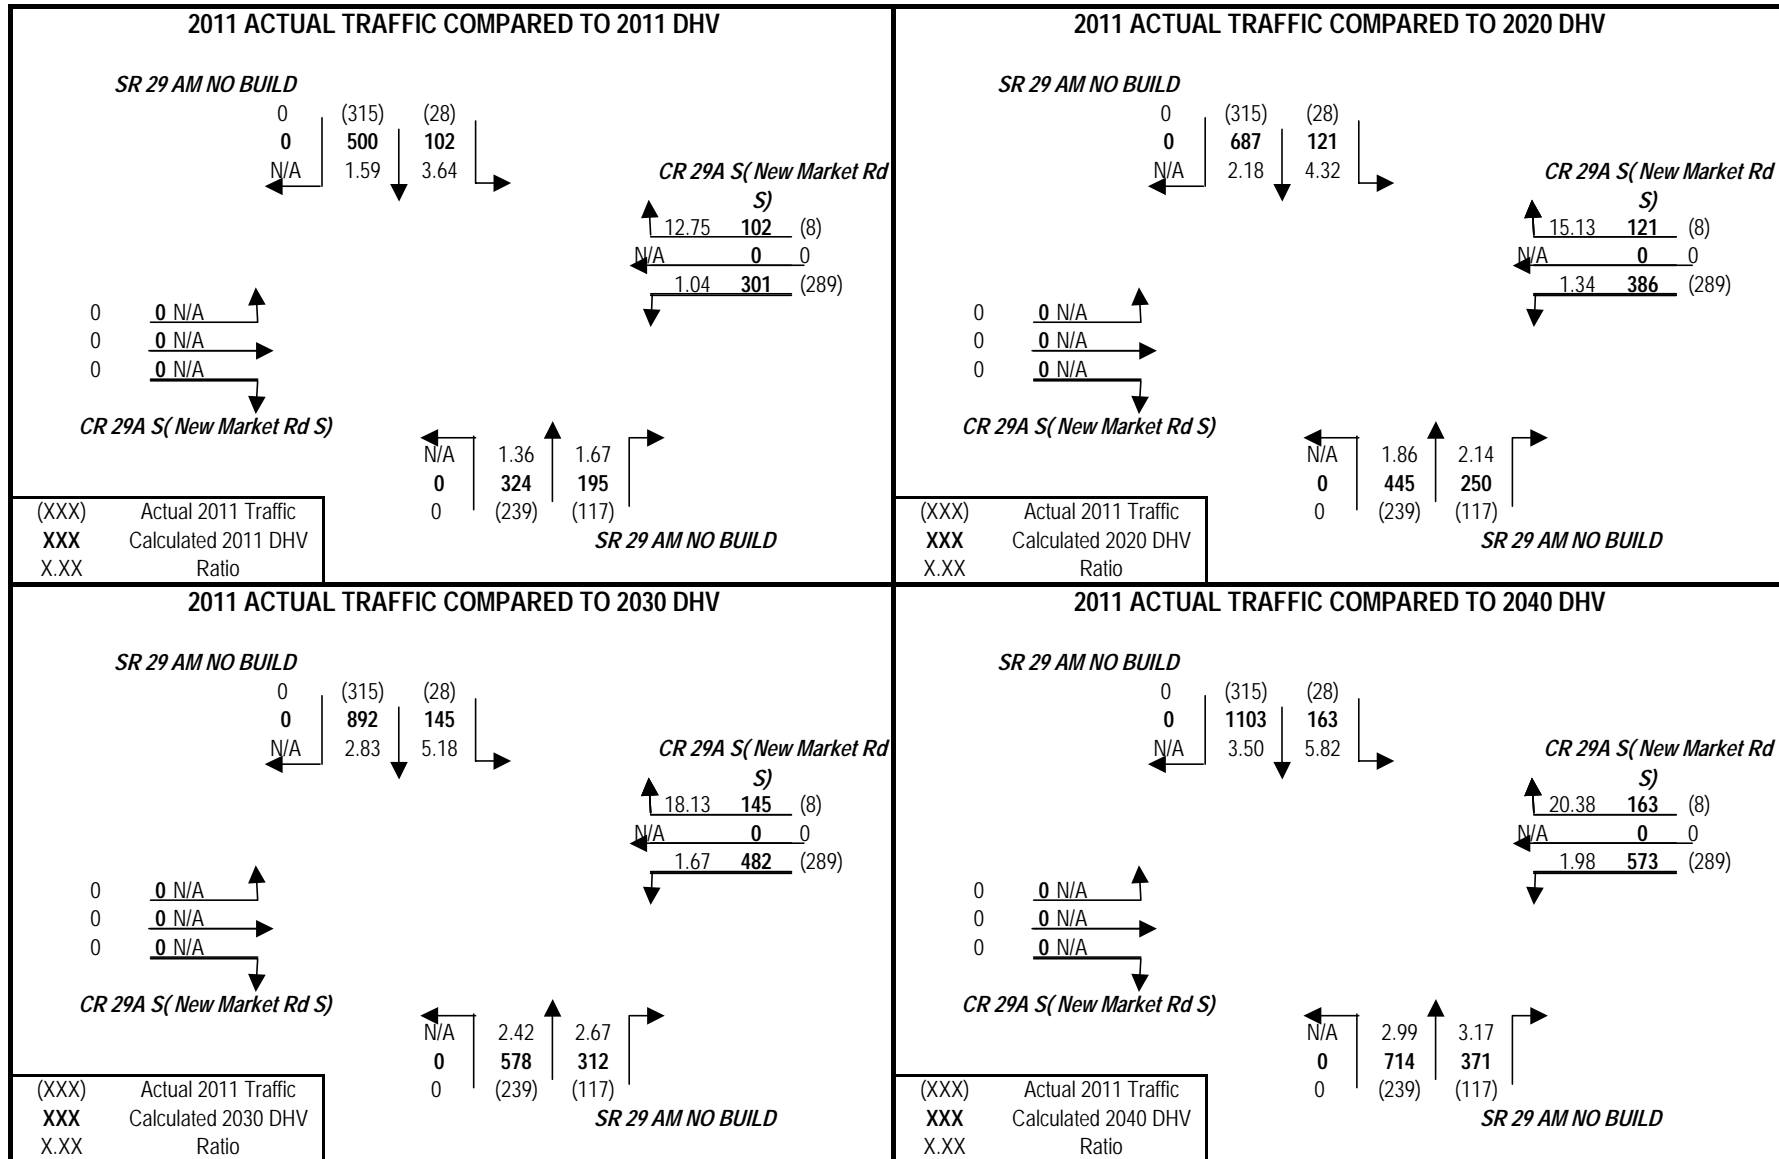 2011 ACTUAL TRAFFIC COMPARED TO 2011 DHV
SR 29 AM NO BUILD
0 (315) (28)
0 500 102
N/A 1.59 3.64
CR 29A S( New Market Rd
S)
12.75 102 (8)
N/A 0 0
1.04 301 (289)
0 0 N/A
0 0 N/A
0 0 N/A
CR 29A S( New Market Rd S)
N/A 1.36 1.67
0 324 195
0 (239) (117)
SR 29 AM NO BUILD
(XXX) Actual 2011 Traffic
XXX Calculated 2011 DHV
X.XX Ratio
2011 ACTUAL TRAFFIC COMPARED TO 2020 DHV
SR 29 AM NO BUILD
0 (315) (28)
0 687 121
N/A 2.18 4.32
CR 29A S( New Market Rd
S)
15.13 121 (8)
N/A 0 0
1.34 386 (289)
0 0 N/A
0 0 N/A
0 0 N/A
CR 29A S( New Market Rd S)
N/A 1.86 2.14
0 445 250
0 (239) (117)
SR 29 AM NO BUILD
(XXX) Actual 2011 Traffic
XXX Calculated 2020 DHV
X.XX Ratio
2011 ACTUAL TRAFFIC COMPARED TO 2030 DHV
SR 29 AM NO BUILD
0 (315) (28)
0 892 145
N/A 2.83 5.18
CR 29A S( New Market Rd
S)
18.13 145 (8)
N/A 0 0
1.67 482 (289)
0 0 N/A
0 0 N/A
0 0 N/A
CR 29A S( New Market Rd S)
N/A 2.42 2.67
0 578 312
0 (239) (117)
SR 29 AM NO BUILD
(XXX) Actual 2011 Traffic
XXX Calculated 2030 DHV
X.XX Ratio
2011 ACTUAL TRAFFIC COMPARED TO 2040 DHV
SR 29 AM NO BUILD
0 (315) (28)
0 1103 163
N/A 3.50 5.82
CR 29A S( New Market Rd
S)
20.38 163 (8)
N/A 0 0
1.98 573 (289)
0 0 N/A
0 0 N/A
0 0 N/A
CR 29A S( New Market Rd S)
N/A 2.99 3.17
0 714 371
0 (239) (117)
SR 29 AM NO BUILD
(XXX) Actual 2011 Traffic
XXX Calculated 2040 DHV
X.XX Ratio